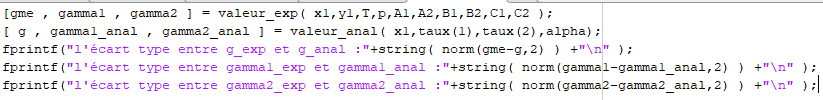 [gme , gamma1 , gamma2 ] = valeur_exp( x1,y1,T,p,A1,A2,B1,B2,C1,C2 );
[ g , gamma1_anal , gamma2_anal ] = valeur_anal( x1,taux(1),taux(2),alpha);
fprintf("l'écart type entre g_exp et g_anal :"+string( norm(gme-g,2) ) +"\n" );
fprintf("l'écart type entre gamma1_exp et gamma1_anal :"+string( norm(gamma1-gamma1_anal,2) ) +"\n" );
fprintf("l'écart type entre gamma2_exp et gamma2_anal :"+string( norm(gamma2-gamma2_anal,2) ) +"\n" );